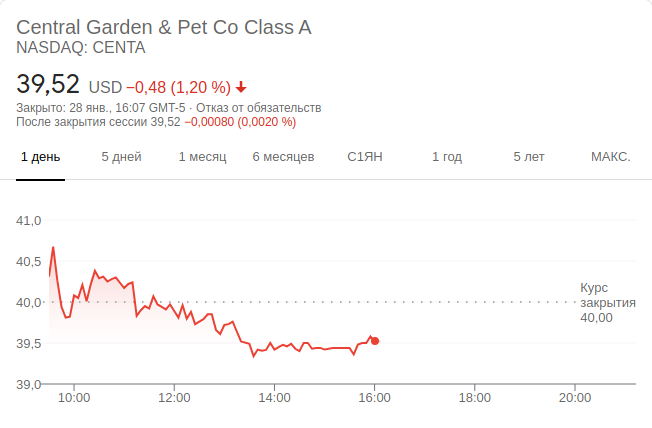 Central Garden & Pet Co Class A
NASDAQ: CENTA
39,52 USD −0,48 (1,20 %)
Закрыто: 28 янв., 16:07 GMT-5 · Отказ от обязательств
После закрытия сессии 39,52 −0,00080 (0,0020 %)
1 день 5 дней 1 месяц 6 месяцев С1ЯН 1 год 5 лет МАКС.
41,0
40,5
40,0
39,5
39,0
Курс
закрытия
40,00
10:00 12:00 14:00 16:00 18:00 20:00